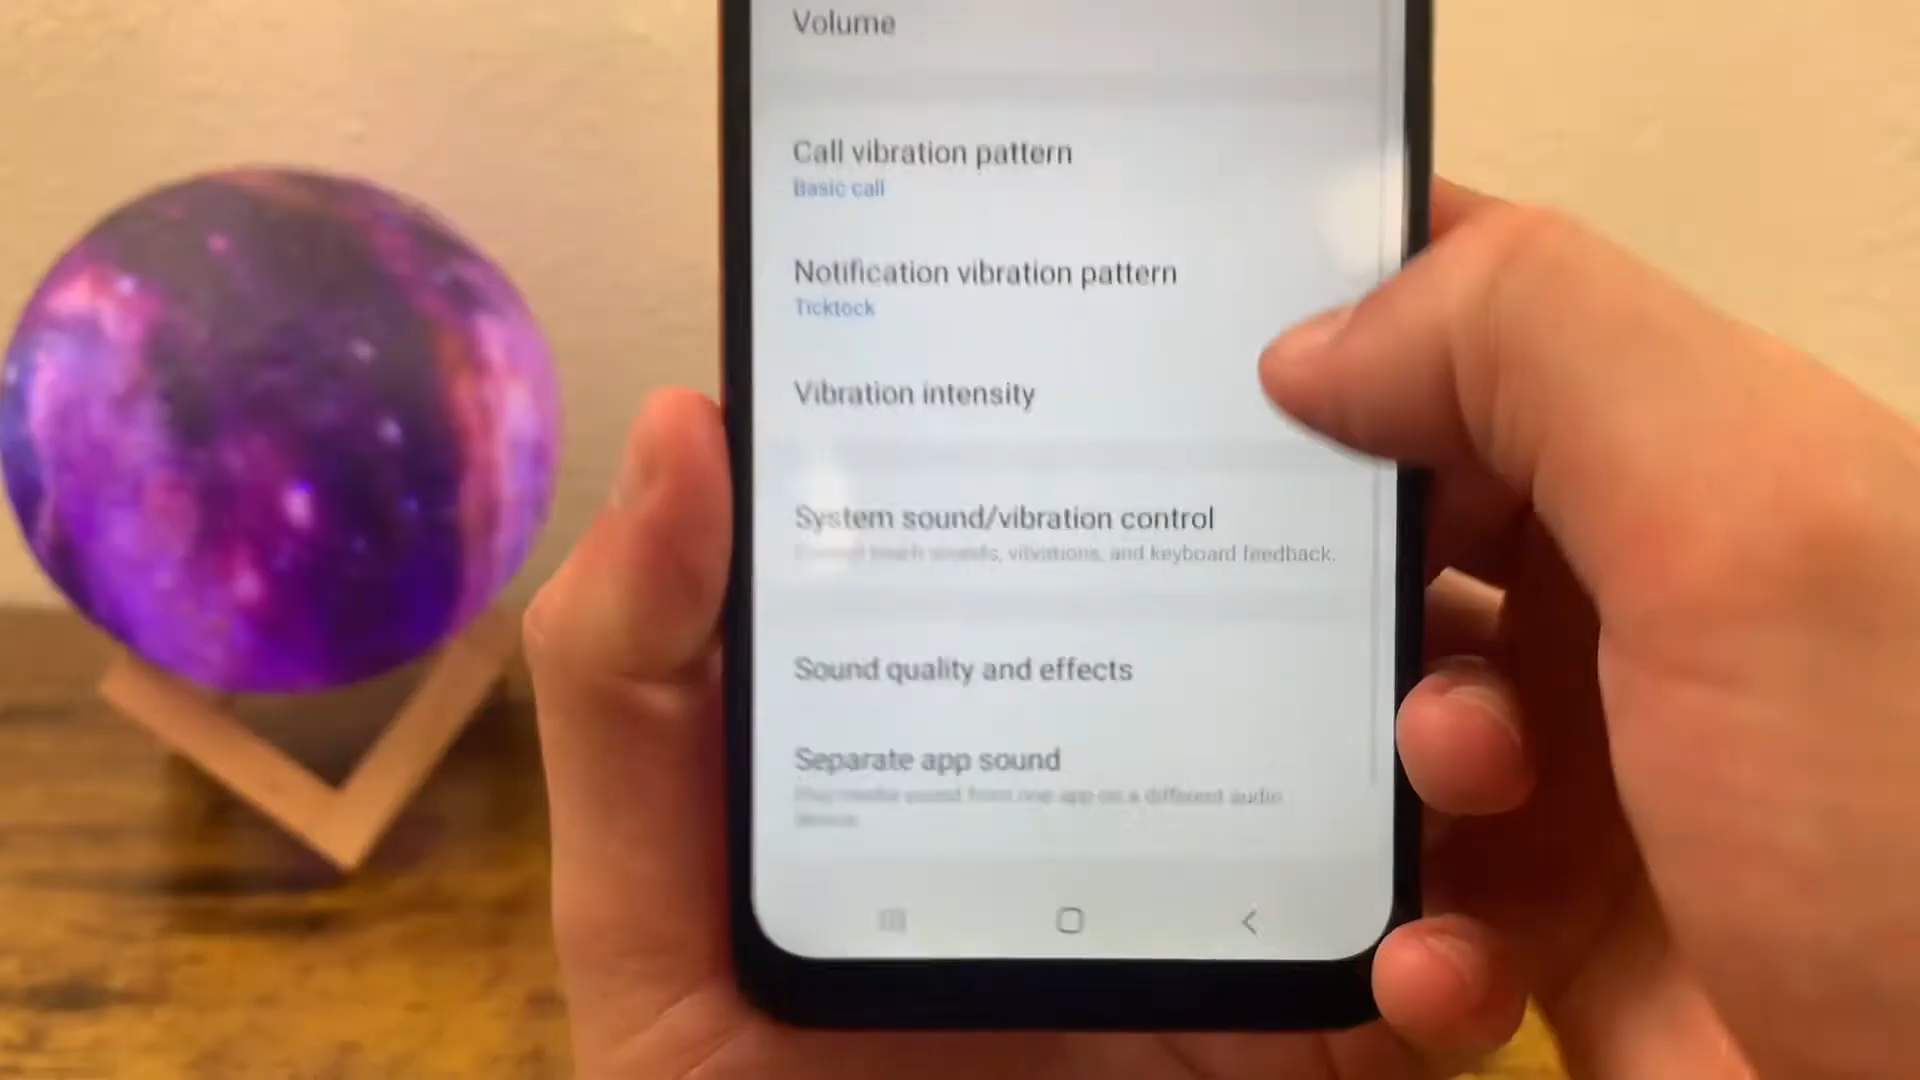 Volume
Call vibration pattern
Basic call
Notification vibration pattern
Ticktock
Vibration intensity
System sound/vibration control
Control touch sounds, vibrations, and keyboard feedback.
Sound quality and effects
Separate app sound
Play media sound from one app on a different audio
device.